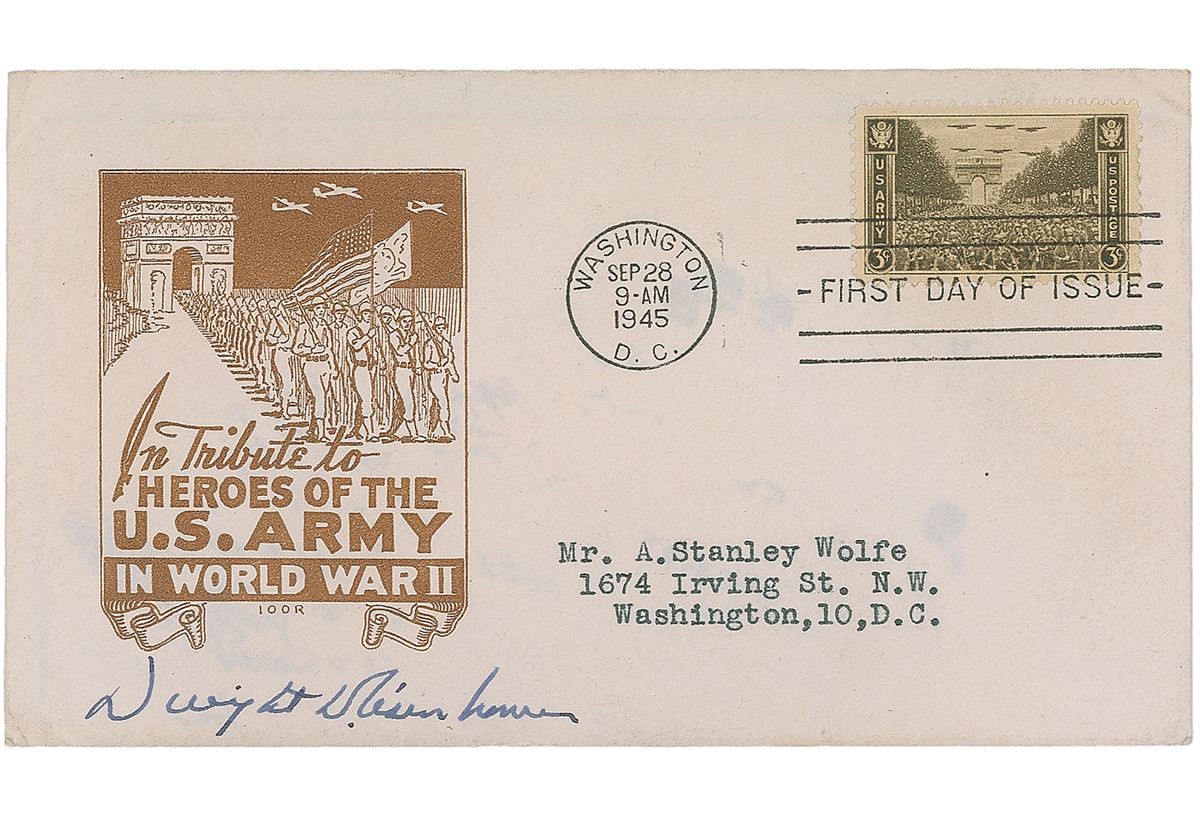 In Tribute to
HEROES OF THE
U.S. ARMY
IN WORLD WAR II
100R
WASHINGTON
SEP 28
9-AM
1945
D. C.
U S ARMY
3¢
U S POSTAGE
3¢
-FIRST DAY OF ISSUE-
Mr. A.Stanley Wolfe
1674 Irving St. N.W.
Washington,10,D.C.
Dwight D. Eisenhower